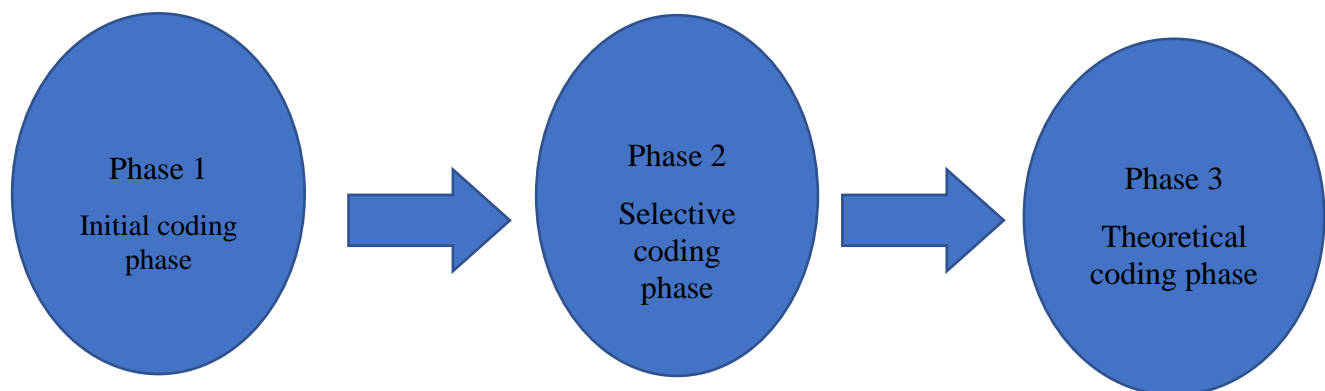 Phase 1
Initial coding
phase
Phase 2
Selective
coding
phase
Phase 3
Theoretical
coding phase